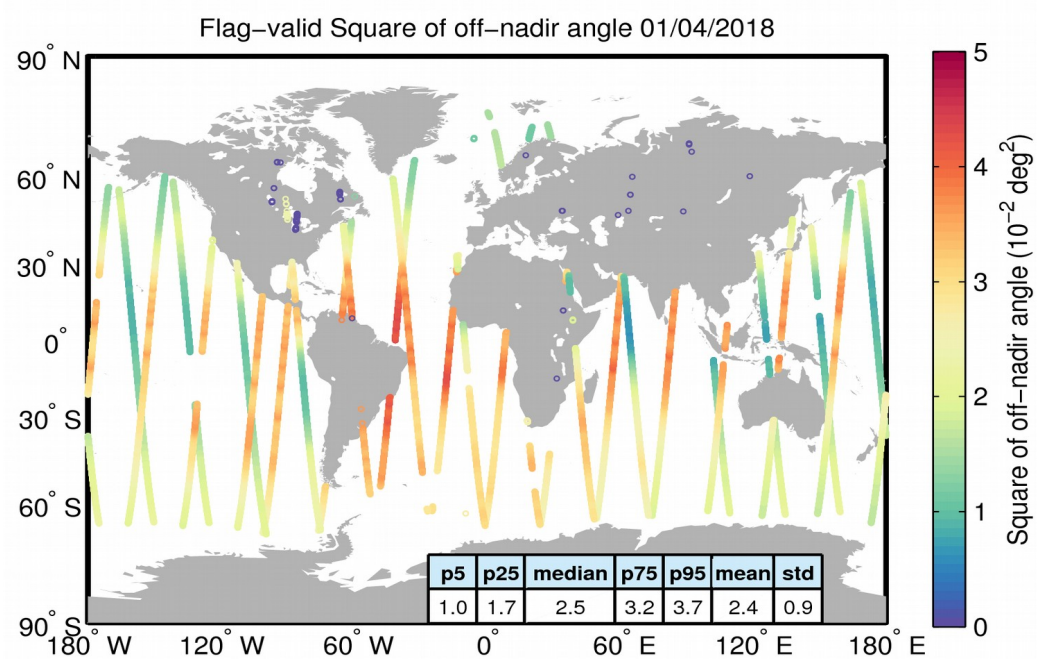 Flag−valid Square of off−nadir angle 01/04/2018
90° N
60° N
30° N
0°
30° S
60° S
90° S
180° W
120° W
60° W
0°
60° E
120° E
180° E
p5 p25 median p75 p95 mean std
1.0 1.7 2.5 3.2 3.7 2.4 0.9
5
4
3
2
1
0
Square of off−nadir angle (10⁻² deg²)